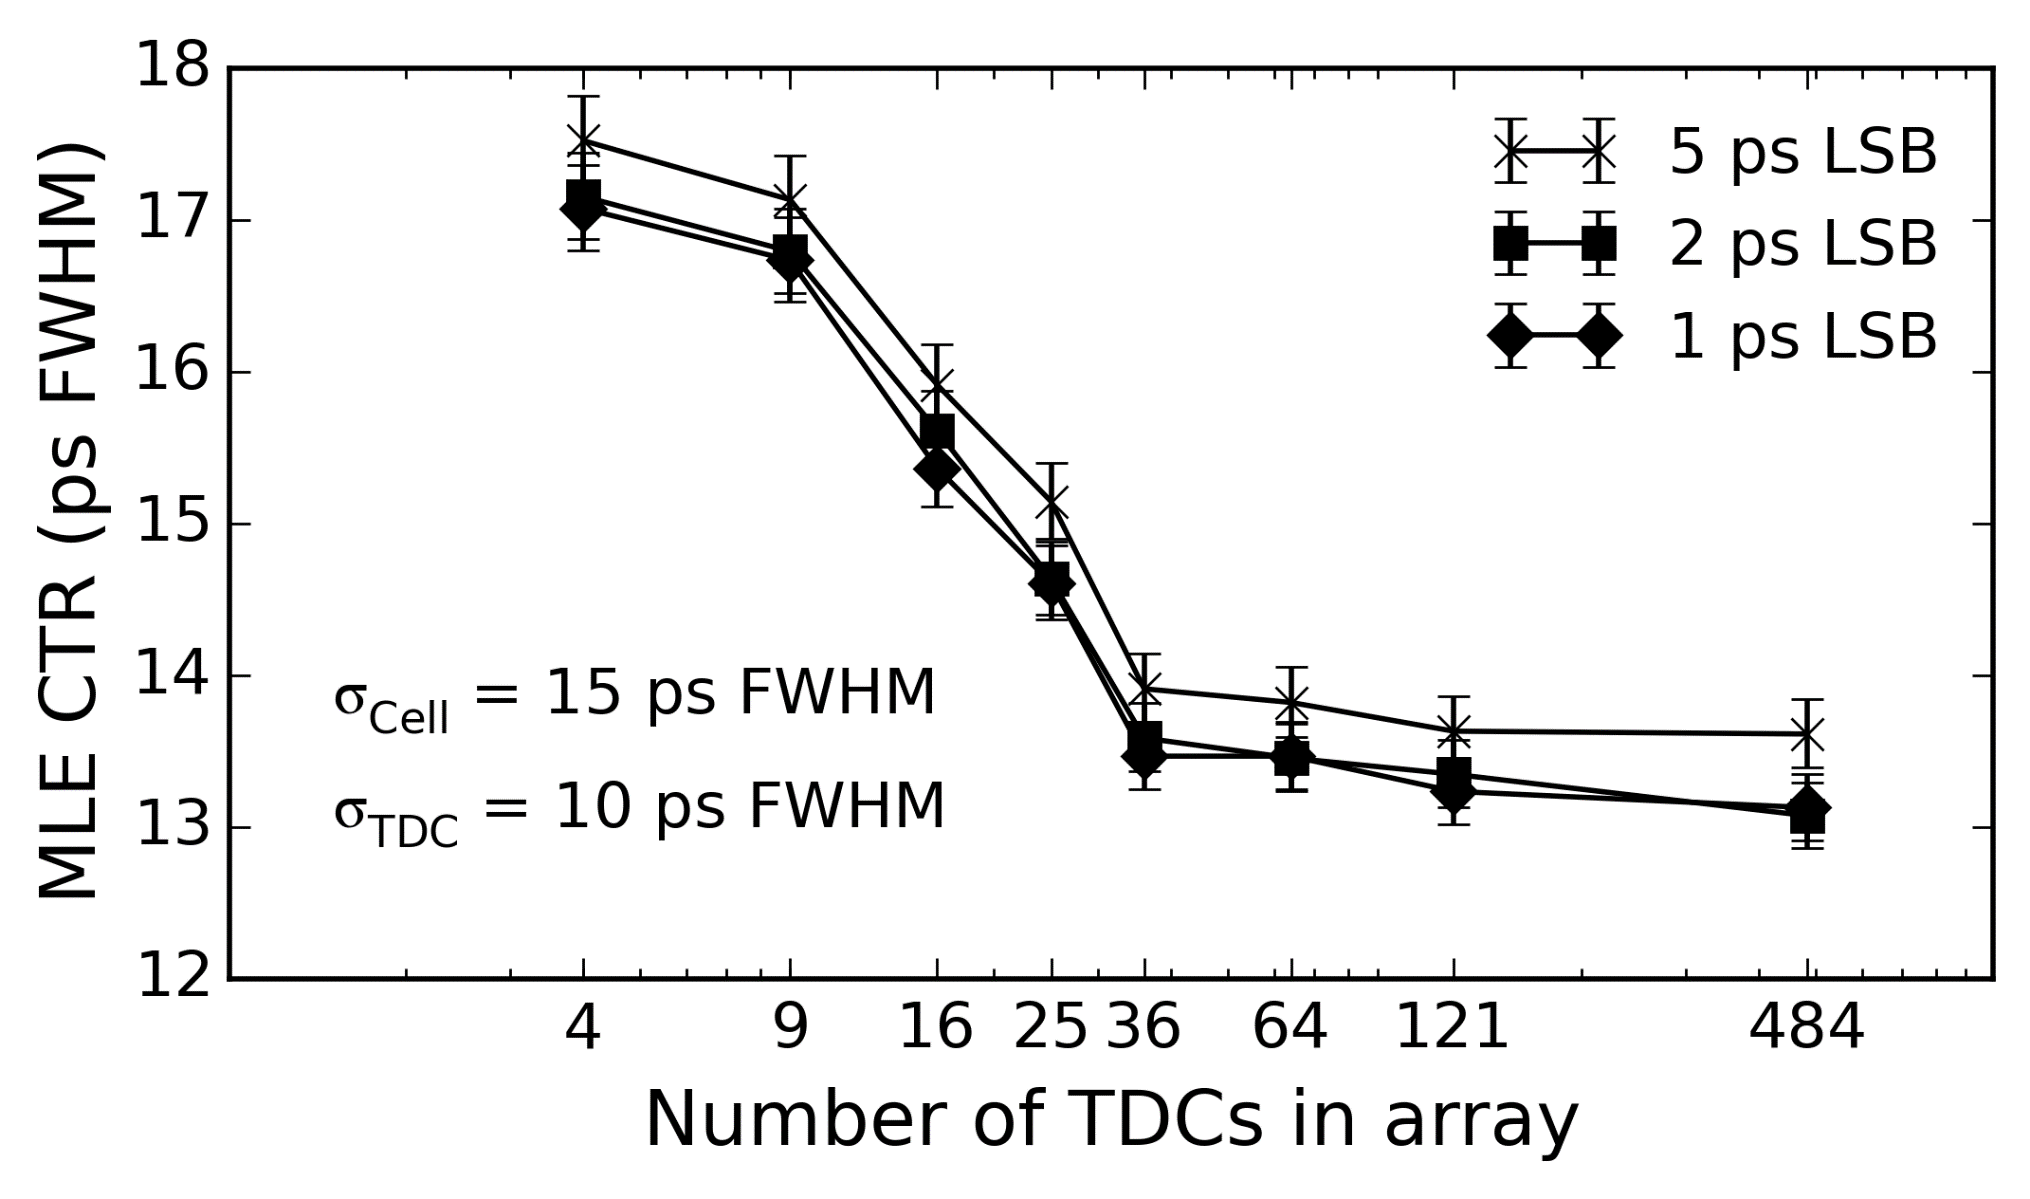 MLE CTR (ps FWHM)
18
17
16
15
14
13
12
5 ps LSB
2 ps LSB
1 ps LSB
σCell = 15 ps FWHM
σTDC = 10 ps FWHM
4 9 16 25 36 64 121 484
Number of TDCs in array